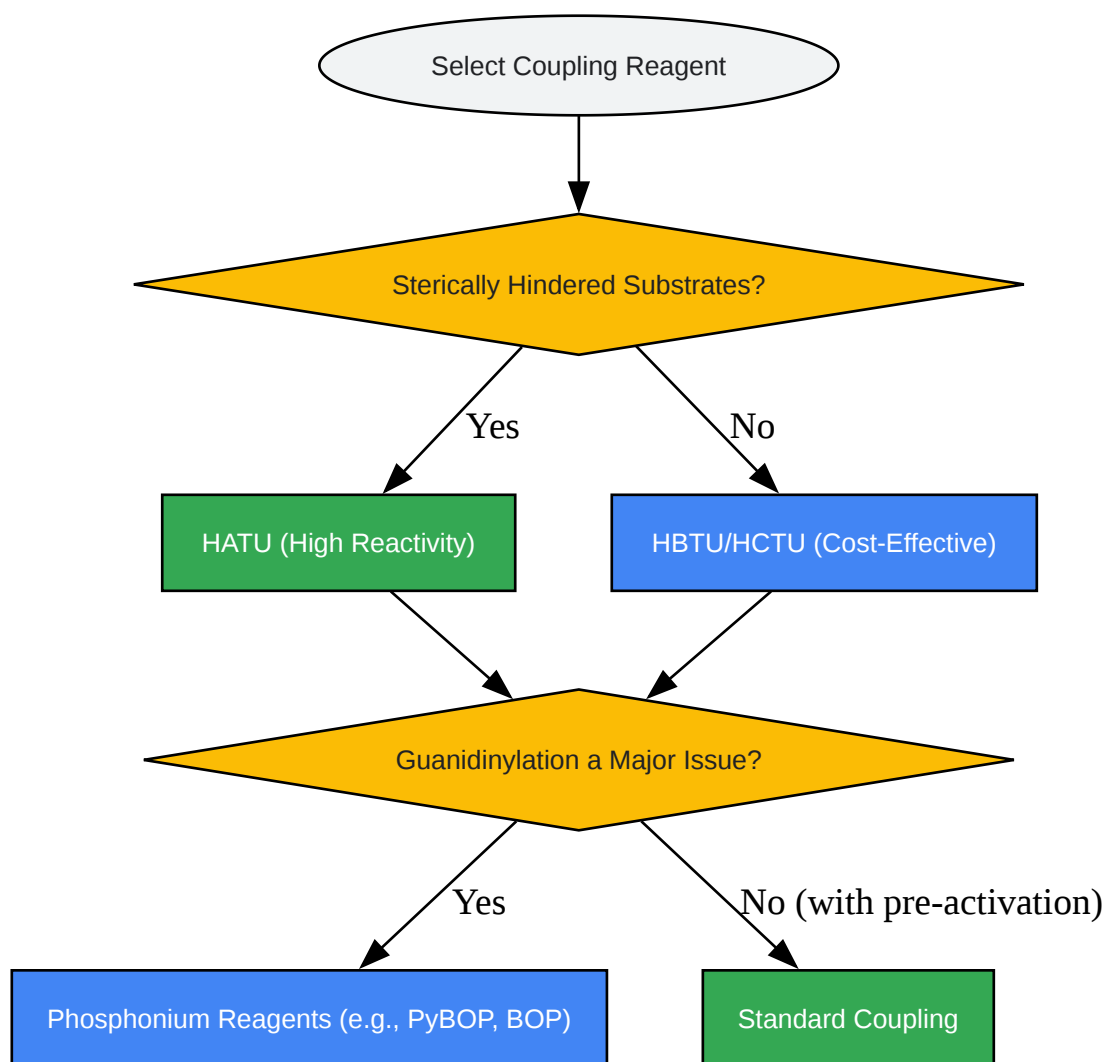 Select Coupling Reagent
Sterically Hindered Substrates?
Yes
No
HATU (High Reactivity)
HBTU/HCTU (Cost-Effective)
Guanidinylation a Major Issue?
Yes
No (with pre-activation)
Phosphonium Reagents (e.g., PyBOP, BOP)
Standard Coupling